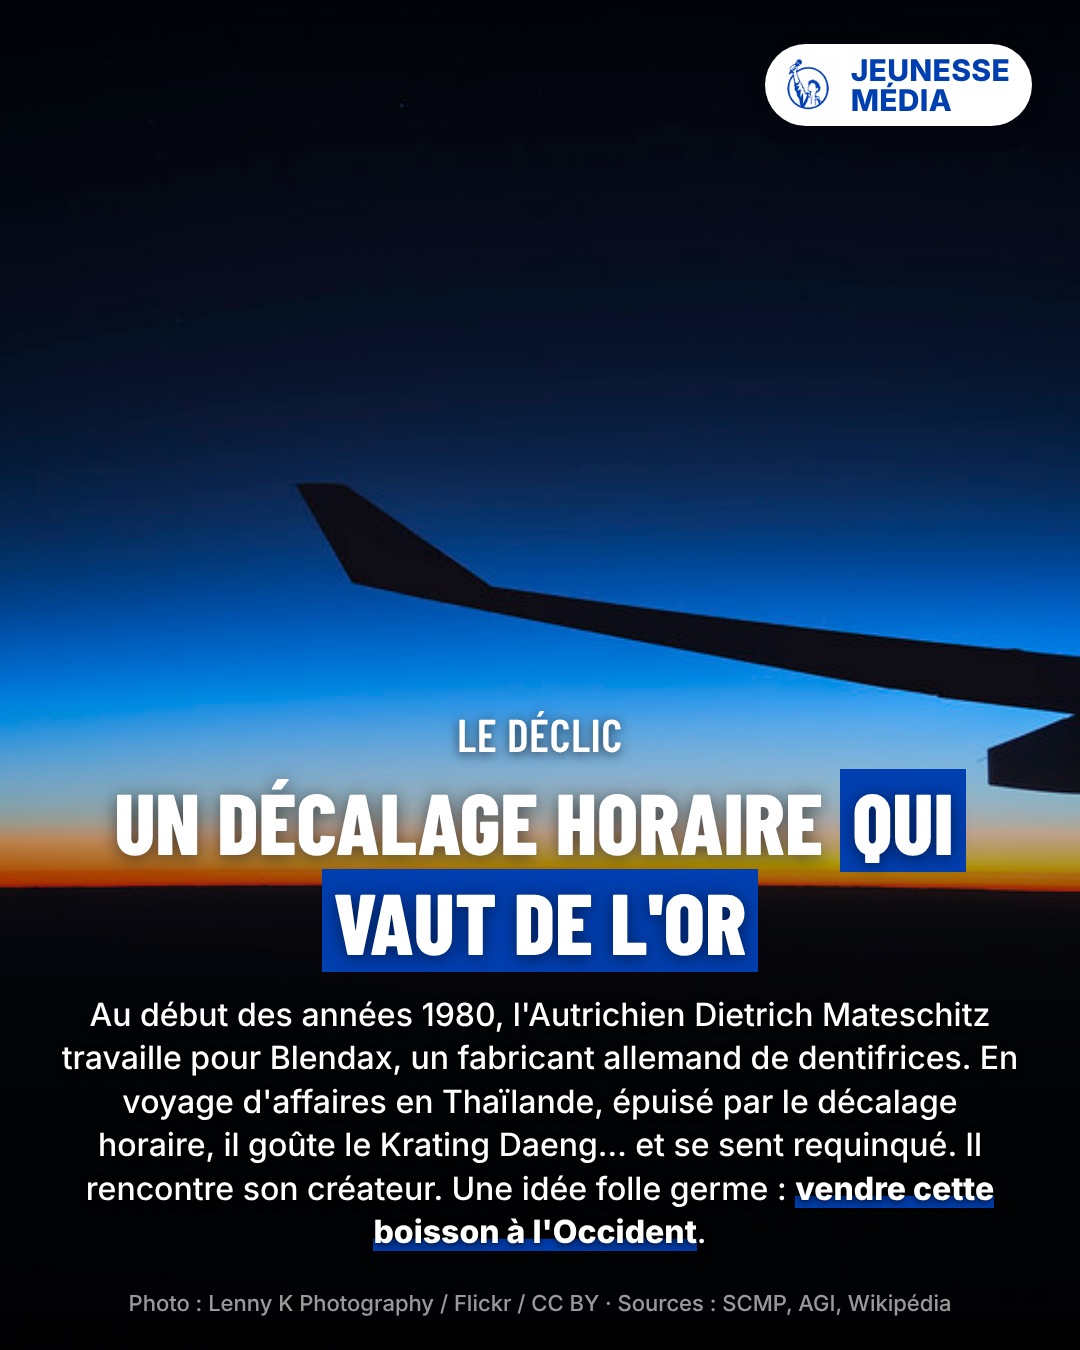 JEUNESSE
MÉDIA
LE DÉCLIC
UN DÉCALAGE HORAIRE QUI
VAUT DE L'OR
Au début des années 1980, l'Autrichien Dietrich Mateschitz
travaille pour Blendax, un fabricant allemand de dentifrices. En
voyage d'affaires en Thaïlande, épuisé par le décalage
horaire, il goûte le Krating Daeng... et se sent requinqué. Il
rencontre son créateur. Une idée folle germe : vendre cette
boisson à l'Occident.
Photo : Lenny K Photography / Flickr / CC BY · Sources : SCMP, AGI, Wikipédia